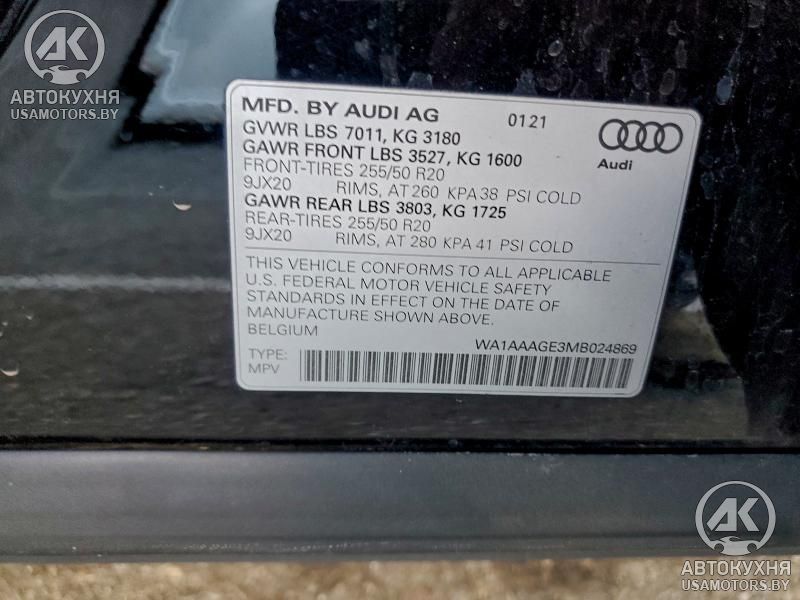 AK
АВТОКУХНЯ
USAMOTORS.BY
MFD. BY AUDI AG 01 21
GVWR LBS 7011, KG 3180
GAWR FRONT LBS 3527, KG 1600
FRONT-TIRES 255/50 R20
9JX20 RIMS, AT 260 KPA 38 PSI COLD
GAWR REAR LBS 3803, KG 1725
REAR-TIRES 255/50 R20
9JX20 RIMS, AT 280 KPA 41 PSI COLD
Audi
THIS VEHICLE CONFORMS TO ALL APPLICABLE
U.S. FEDERAL MOTOR VEHICLE SAFETY
STANDARDS IN EFFECT ON THE DATE OF
MANUFACTURE SHOWN ABOVE.
BELGIUM
WA1AAAGE3MB024869
TYPE:
MPV
AK
АВТОКУХНЯ
USAMOTORS.BY